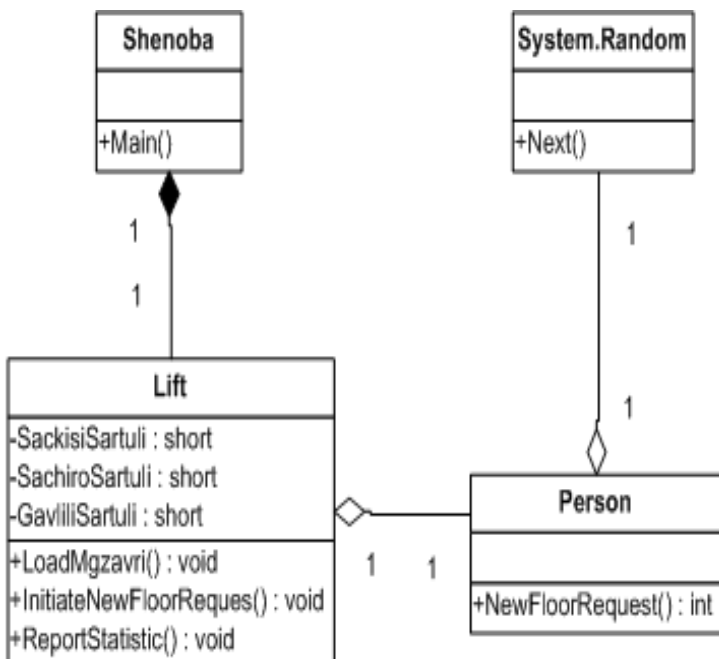 Shenoba
+Main()
System.Random
+Next()
1
1
1
1
Lift
-SackisiSartuli : short
-SachiroSartuli : short
-GavliliSartuli : short
+LoadMgzavri() : void
+InitiateNewFloorReques() : void
+ReportStatistic() : void
1
1
Person
+NewFloorRequest() : int